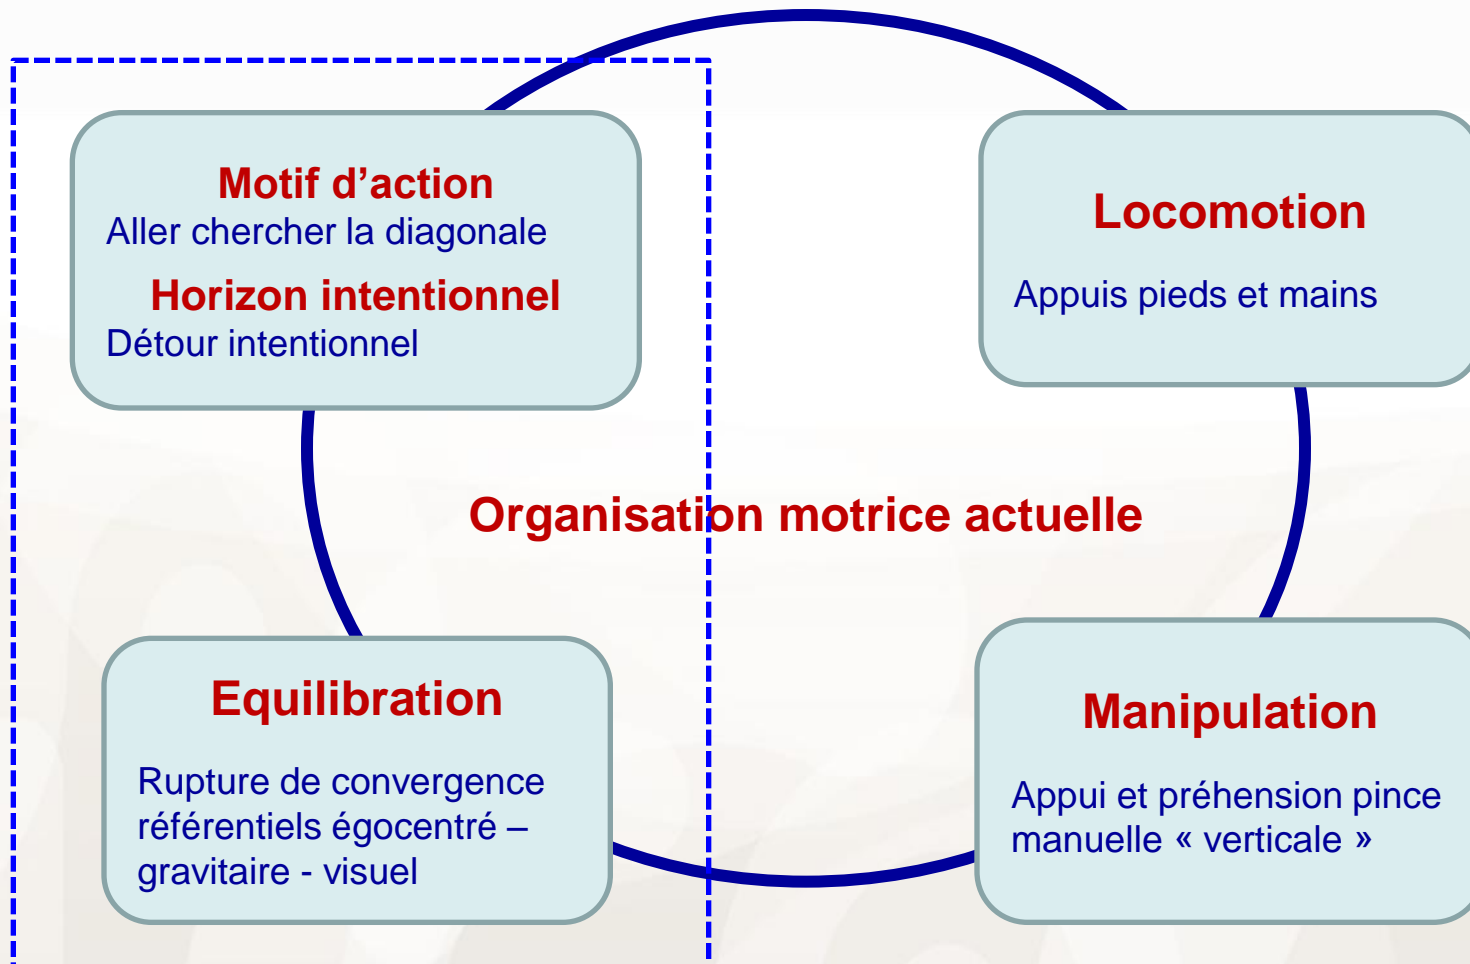 Motif d’action
Aller chercher la diagonale
Horizon intentionnel
Détour intentionnel
Locomotion
Appuis pieds et mains
Organisation motrice actuelle
Equilibration
Rupture de convergence
référentiels égocentré –
gravitaire - visuel
Manipulation
Appui et préhension pince
manuelle « verticale »